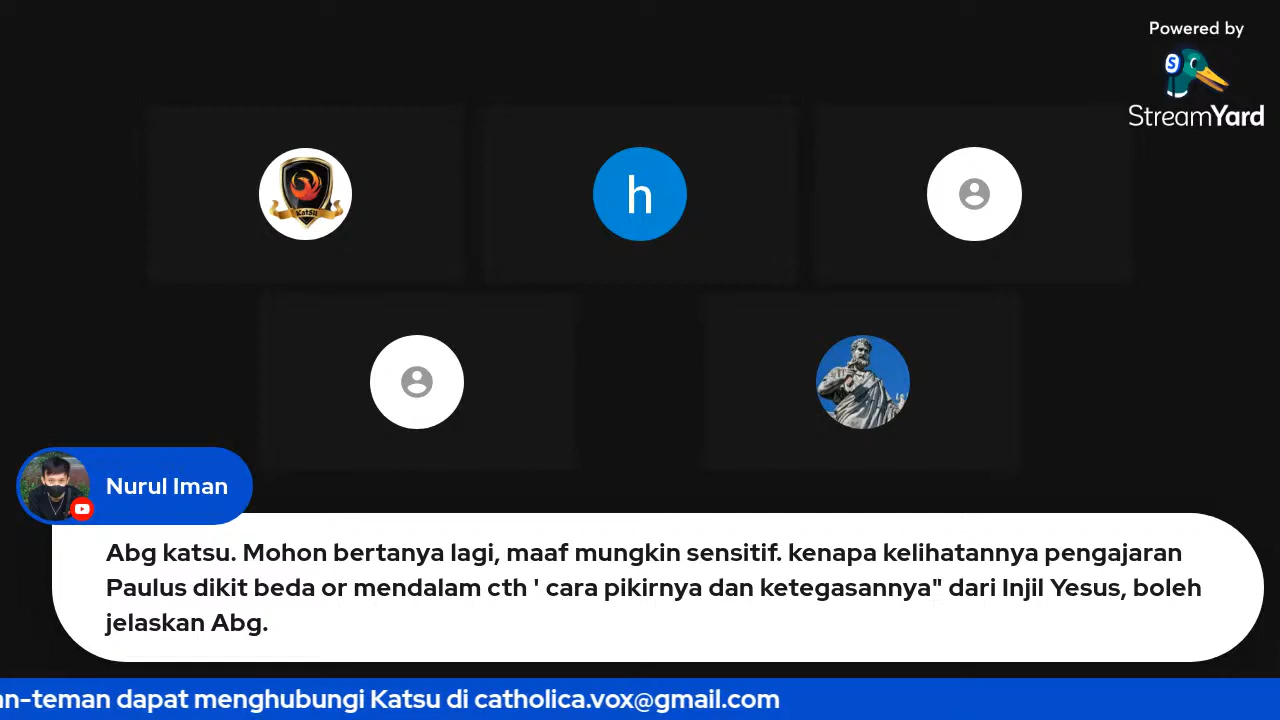 Powered by
S
StreamYard
KatSu
h
Nurul Iman
Abg katsu. Mohon bertanya lagi, maaf mungkin sensitif. kenapa kelihatannya pengajaran
Paulus dikit beda or mendalam cth ' cara pikirnya dan ketegasannya" dari Injil Yesus, boleh
jelaskan Abg.
an-teman dapat menghubungi Katsu di catholica.vox@gmail.com